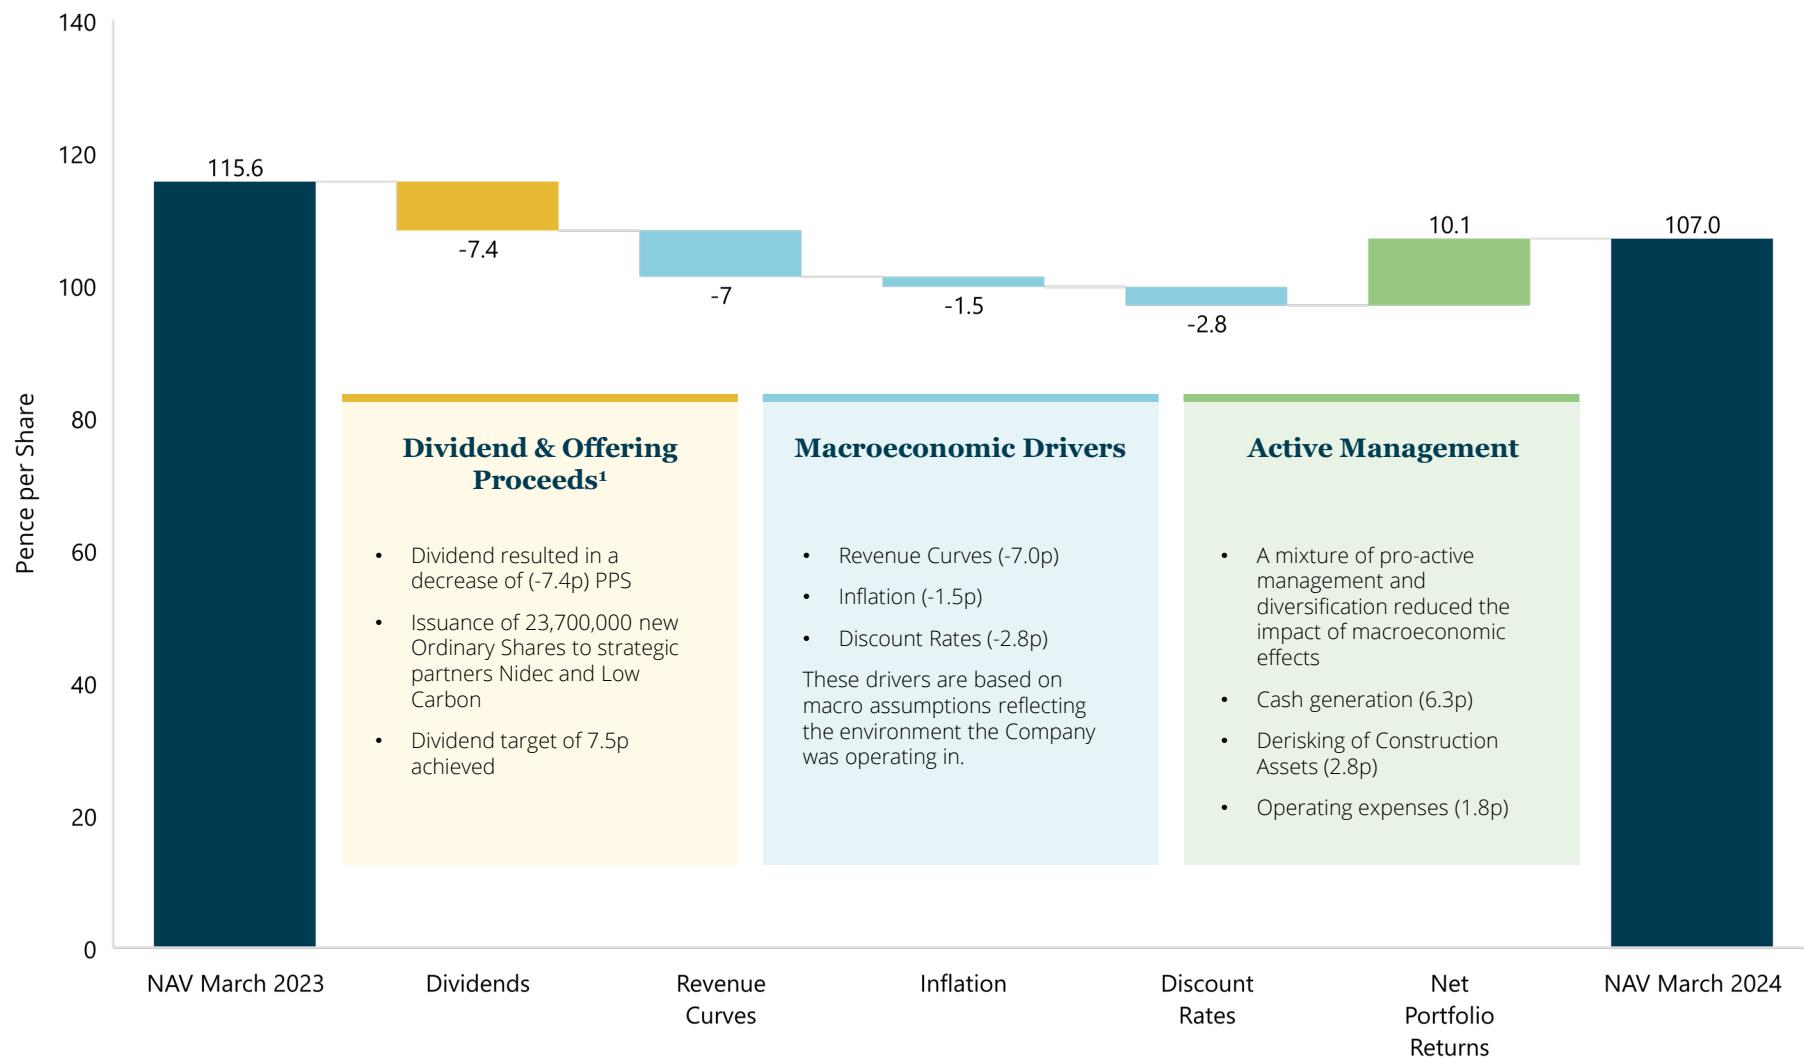 140
120
100
80
60
40
20
0
Pence per Share
115.6
-7.4
-7
-1.5
-2.8
10.1
107.0
Dividend & Offering
Proceeds¹
• Dividend resulted in a
decrease of (-7.4p) PPS
• Issuance of 23,700,000 new
Ordinary Shares to strategic
partners Nidec and Low
Carbon
• Dividend target of 7.5p
achieved
Macroeconomic Drivers
• Revenue Curves (-7.0p)
• Inflation (-1.5p)
• Discount Rates (-2.8p)
These drivers are based on
macro assumptions reflecting
the environment the Company
was operating in.
Active Management
• A mixture of pro-active
management and
diversification reduced the
impact of macroeconomic
effects
• Cash generation (6.3p)
• Derisking of Construction
Assets (2.8p)
• Operating expenses (1.8p)
NAV March 2023
Dividends
Revenue
Curves
Inflation
Discount
Rates
Net
Portfolio
Returns
NAV March 2024